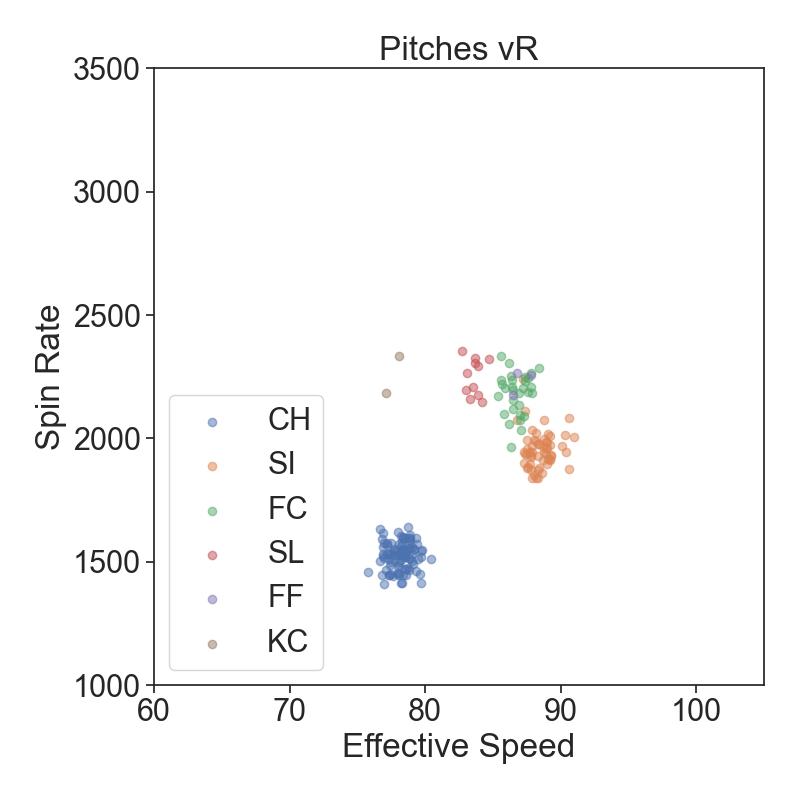 Pitches vR
3500
3000
2500
2000
1500
1000
Spin Rate
CH
SI
FC
SL
FF
KC
60 70 80 90 100
Effective Speed